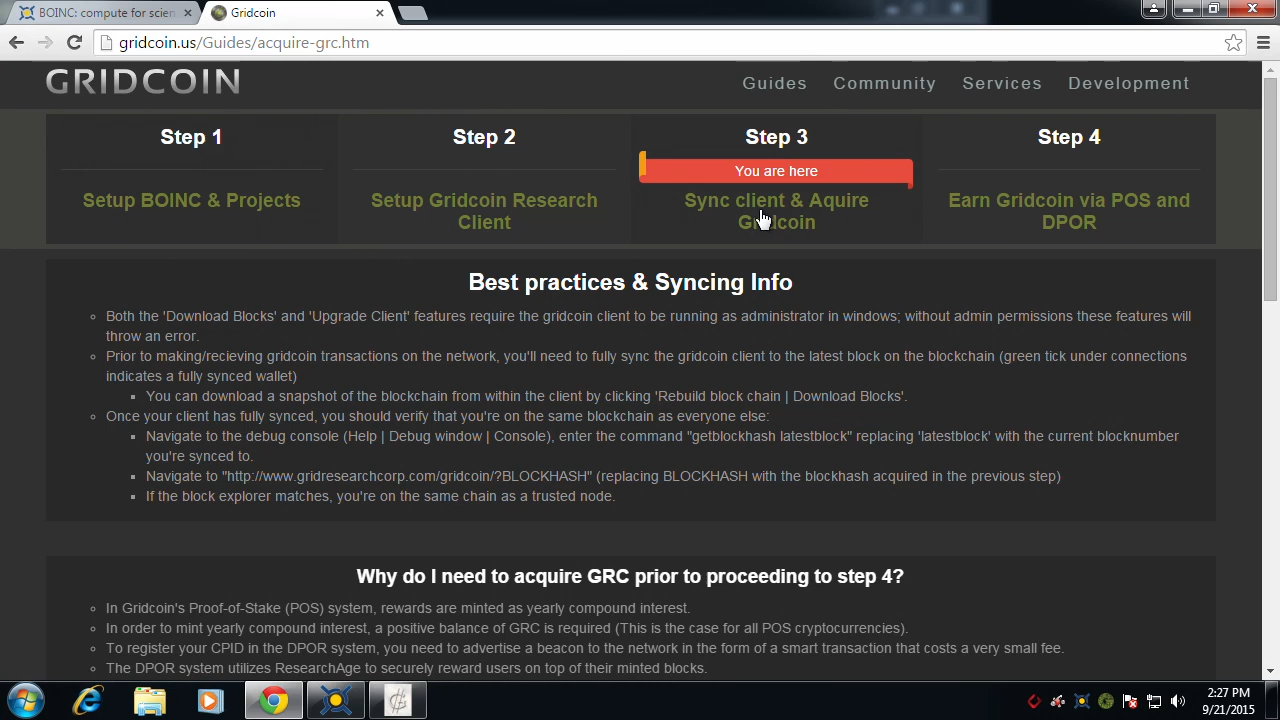 BOINC: compute for scien
Gridcoin
gridcoin.us/Guides/acquire-grc.htm
GRIDCOIN
Guides Community Services Development
Step 1 Step 2 Step 3 Step 4
You are here
Setup BOINC & Projects Setup Gridcoin Research Sync client & Aquire Earn Gridcoin via POS and
Client Gridcoin DPOR
Best practices & Syncing Info
Both the 'Download Blocks' and 'Upgrade Client' features require the gridcoin client to be running as administrator in windows; without admin permissions these features will
throw an error.
Prior to making/recieving gridcoin transactions on the network, you'll need to fully sync the gridcoin client to the latest block on the blockchain (green tick under connections
indicates a fully synced wallet)
You can download a snapshot of the blockchain from within the client by clicking 'Rebuild block chain | Download Blocks'.
Once your client has fully synced, you should verify that you're on the same blockchain as everyone else:
Navigate to the debug console (Help | Debug window | Console), enter the command "getblockhash latestblock" replacing 'latestblock' with the current blocknumber
you're synced to.
Navigate to "http://www.gridresearchcorp.com/gridcoin/?BLOCKHASH" (replacing BLOCKHASH with the blockhash acquired in the previous step)
If the block explorer matches, you're on the same chain as a trusted node.
Why do I need to acquire GRC prior to proceeding to step 4?
In Gridcoin's Proof-of-Stake (POS) system, rewards are minted as yearly compound interest.
In order to mint yearly compound interest, a positive balance of GRC is required (This is the case for all POS cryptocurrencies).
To register your CPID in the DPOR system, you need to advertise a beacon to the network in the form of a smart transaction that costs a very small fee.
The DPOR system utilizes ResearchAge to securely reward users on top of their minted blocks.
2:27 PM
9/21/2015